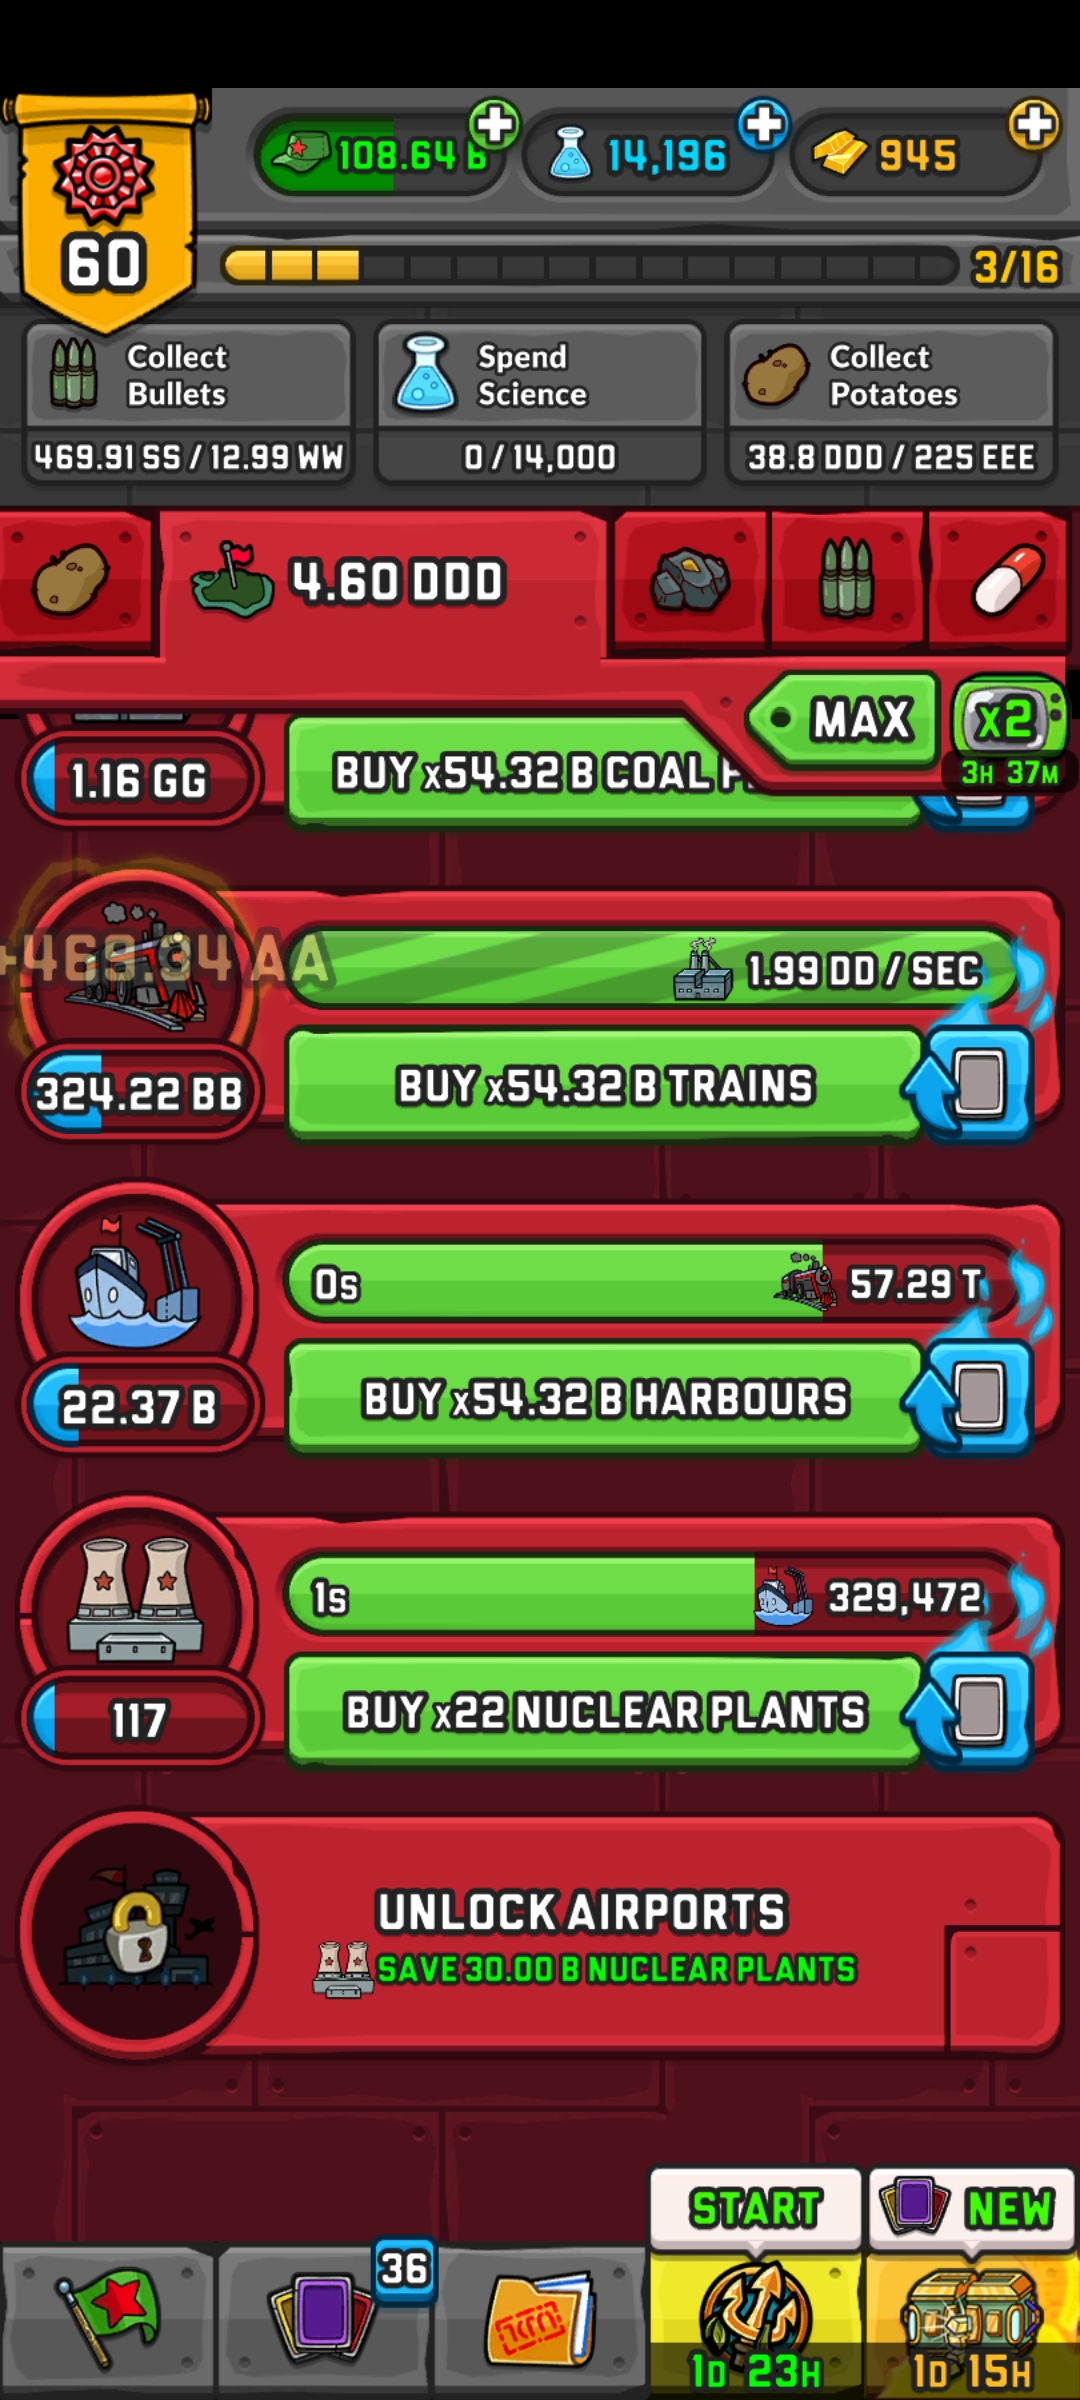 108.64 B
14,196
945
60
3/16
Collect
Bullets
469.91 SS / 12.99 WW
Spend
Science
0 / 14,000
Collect
Potatoes
38.8 DDD / 225 EEE
4.60 DDD
MAX
x2
3H 37M
1.16 GG
BUY x54.32 B COAL
+469.34 AA
1.99 DD / SEC
324.22 BB
BUY x54.32 B TRAINS
0s
57.29 T
22.37 B
BUY x54.32 B HARBOURS
1s
329,472
117
BUY x22 NUCLEAR PLANTS
UNLOCK AIRPORTS
SAVE 30.00 B NUCLEAR PLANTS
START
NEW
36
1D 23H
1D 15H